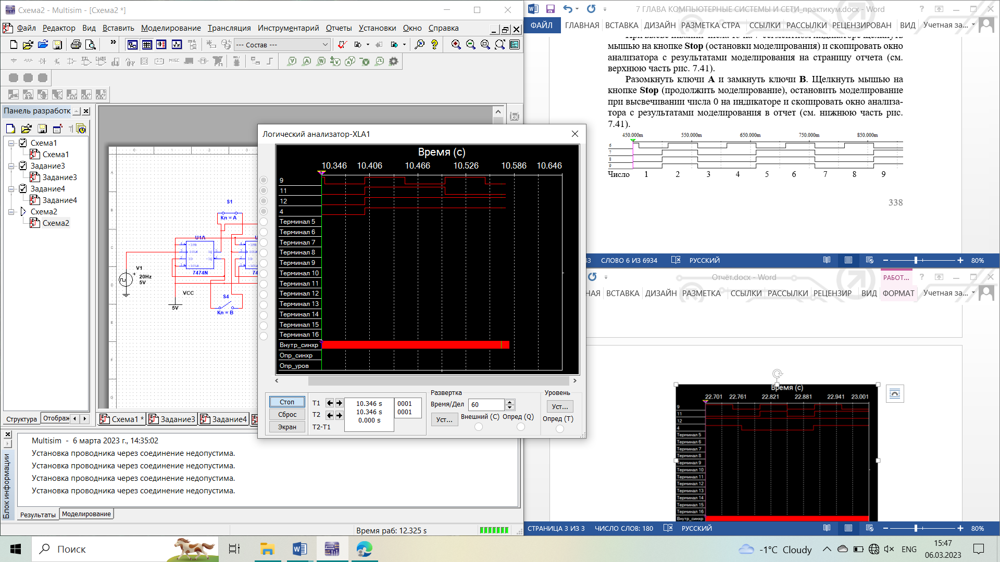 Схема2 - Multisim - [Схема2 *]
Файл Редактор Вид Вставить Моделирование Трансляция Инструментарий Отчеты Установки Окно Справка
--- Состав ---
MISC
Панель разработк
Схема1
Схема1
Задание3
Задание3
Задание4
Задание4
Схема2
Схема2
Структура Отображ
S1
Кл = A
U1A
7474N
V1
20Hz
5V
VCC
5V
S4
Кл = B
Схема1 * Задание3 Задание4
Логический анализатор-XLA1
Время (с)
10.346 10.406 10.466 10.526 10.586 10.646
9
11
12
4
Терминал 5
Терминал 6
Терминал 7
Терминал 8
Терминал 9
Терминал 10
Терминал 11
Терминал 12
Терминал 13
Терминал 14
Терминал 15
Терминал 16
Внутр_синхр
Опр_синхр
Опр_уров
Стоп
Сброс
Экран
T1 10.346 s 0001
T2 10.346 s 0001
T2-T1 0.000 s
Развертка
Время/Дел 60
Уст...
Внешний (C) Опред (Q)
Уровень
Уст...
Опред (T)
Блок информации
Multisim - 6 марта 2023 г., 14:35:02
Установка проводника через соединение недопустима.
Установка проводника через соединение недопустима.
Установка проводника через соединение недопустима.
Установка проводника через соединение недопустима.
Результаты Моделирование
Время раб: 12.325 s
7 ГЛАВА КОМПЬЮТЕРНЫЕ СИСТЕМЫ И СЕТИ_практикум.docx - Word
ФАЙЛ ГЛАВНАЯ ВСТАВКА ДИЗАЙН РАЗМЕТКА СТРА ССЫЛКИ РАССЫЛКИ РЕЦЕНЗИРОВАН ВИД Учетная за...
мышью на кнопке Stop (остановки моделирования) и скопировать окно
анализатора с результатами моделирования на страницу отчета (см.
верхнюю часть рис. 7.41).
Разомкнуть ключи A и замкнуть ключи B. Щелкнуть мышью на
кнопке Stop (продолжить моделирование), остановить моделирование
при высвечивании числа 0 на индикаторе и скопировать окно анализа-
тора с результатами моделирования в отчет (см. нижнюю часть рис.
7.41).
450.000m 550.000m 650.000m 750.000m 850.000m
6
7
8
9
Число 1 2 3 4 5 6 7 8 9
338
43 СЛОВО 6 ИЗ 6934 РУССКИЙ 80%
Отчёт.docx - Word РАБОТ...
НАЯ ВСТАВКА ДИЗАЙН РАЗМЕТКА ССЫЛКИ РАССЫЛКИ РЕЦЕНЗИР ВИД ФОРМАТ Учетная за...
Время (с)
22.701 22.761 22.821 22.881 22.941 23.001
9
11
12
4
Терминал 5
Терминал 6
Терминал 7
Терминал 8
Терминал 9
Терминал 10
Терминал 11
Терминал 12
Терминал 13
Терминал 14
Терминал 15
Терминал 16
Внутр_синхр
СТРАНИЦА 3 ИЗ 3 ЧИСЛО СЛОВ: 180 РУССКИЙ 80%
Поиск
-1°C Cloudy
ENG
15:47
06.03.2023